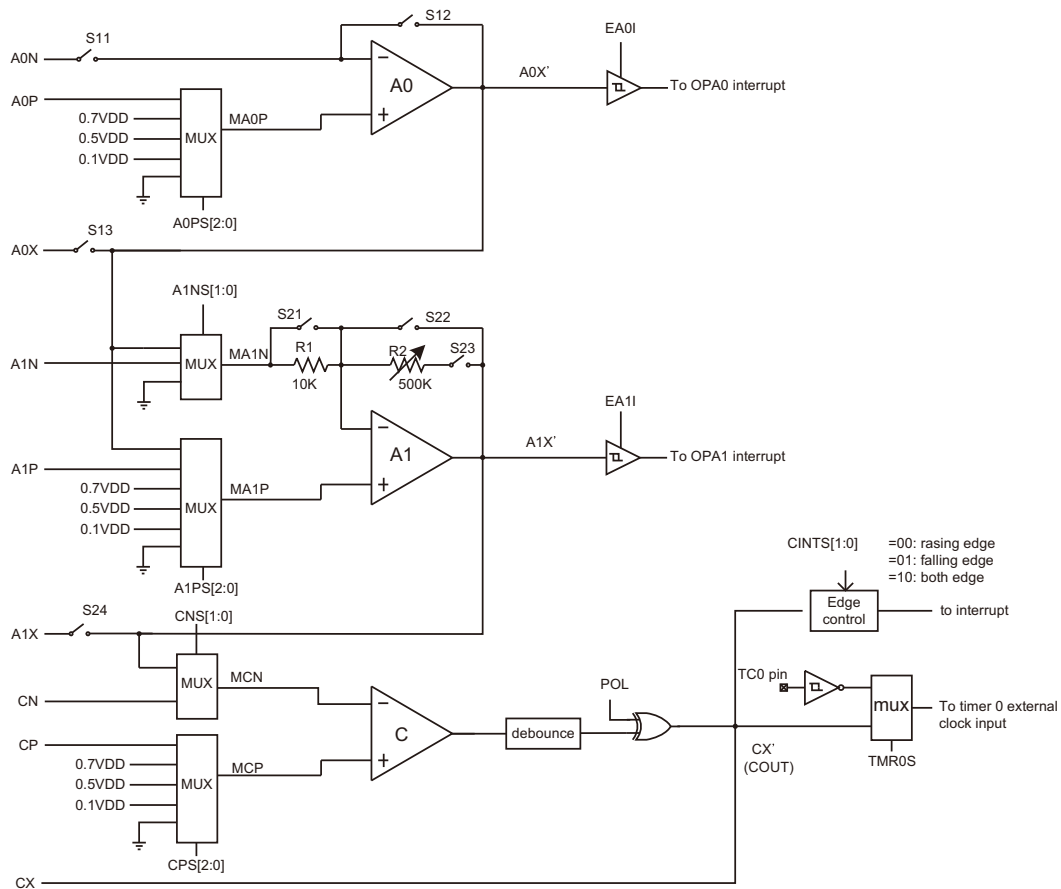 S12
EA0I
S11
A0N
A0X'
To OPA0 interrupt
A0
−
+
A0P
0.7VDD
0.5VDD
0.1VDD
MUX
MA0P
A0PS[2:0]
S13
A0X
A1NS[1:0]
S21
S22
R1
R2
S23
A1N
MUX
MA1N
10K
500K
EA1I
−
A1
+
A1X'
To OPA1 interrupt
A1P
0.7VDD
0.5VDD
0.1VDD
MUX
MA1P
A1PS[2:0]
CINTS[1:0]
=00: rasing edge
=01: falling edge
=10: both edge
Edge
control
to interrupt
S24
A1X
CNS[1:0]
MUX
MCN
CN
TC0 pin
POL
−
C
+
debounce
mux
To timer 0 external
clock input
CP
0.7VDD
0.5VDD
0.1VDD
MUX
MCP
CX'
(COUT)
TMR0S
CPS[2:0]
CX